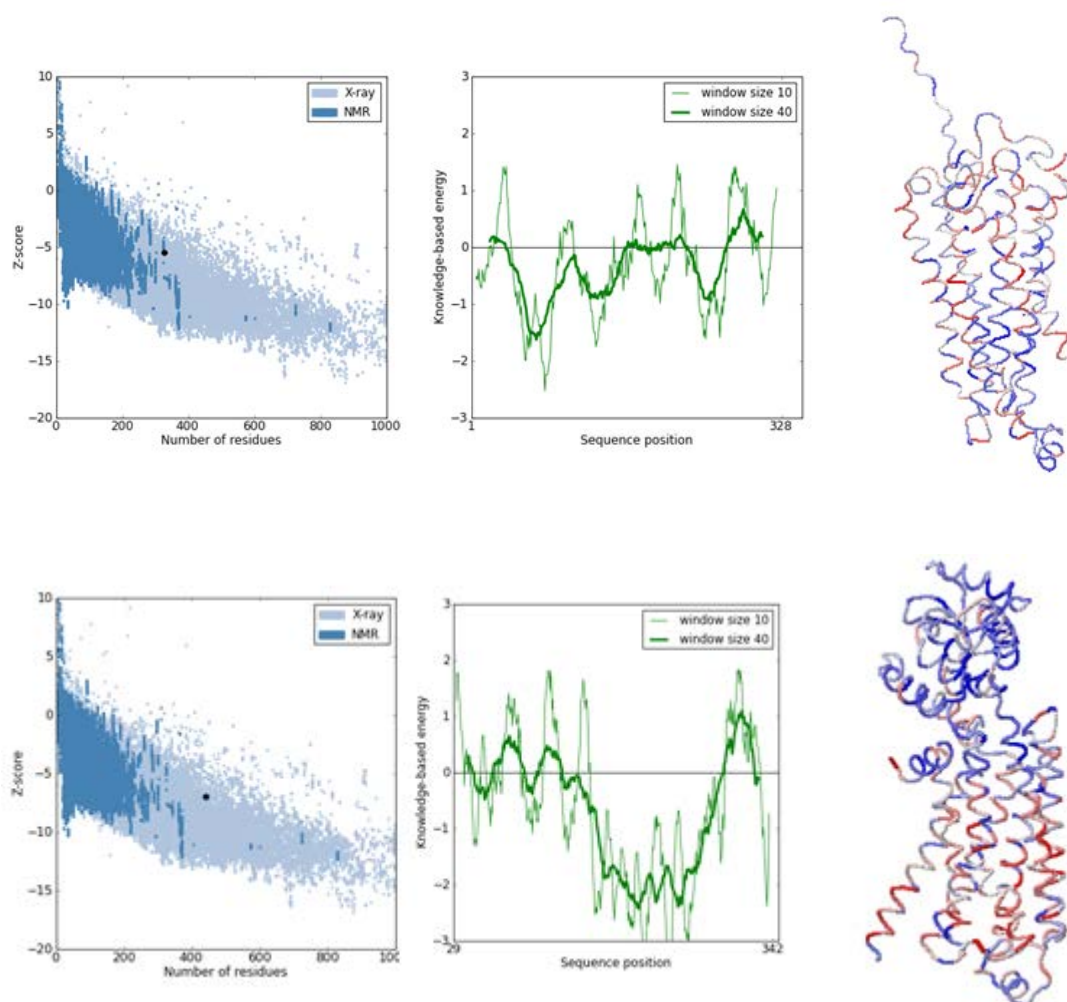 10
5
0
−5
−10
−15
−20
0 200 400 600 800 1000
Z-score
Number of residues
X-ray
NMR
3
2
1
0
−1
−2
−3
1 328
Knowledge-based energy
Sequence position
window size 10
window size 40
10
5
0
−5
−10
−15
−20
0 200 400 600 800
Z-score
Number of residues
X-ray
NMR
3
2
1
0
−1
−2
−3
29 342
Knowledge-based energy
Sequence position
window size 10
window size 40